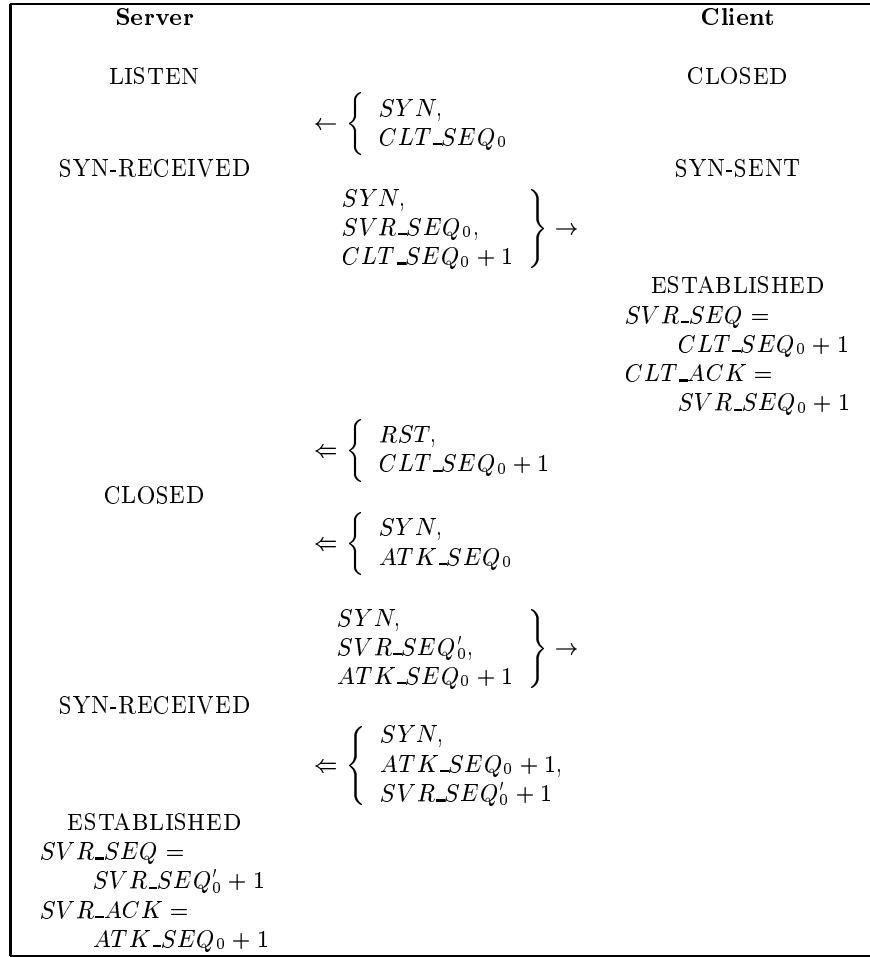 Server Client
LISTEN CLOSED
← { SYN,
CLT_SEQ₀
SYN-RECEIVED SYN-SENT
SYN,
SVR_SEQ₀,
CLT_SEQ₀ + 1 } →
ESTABLISHED
SVR_SEQ =
CLT_SEQ₀ + 1
CLT_ACK =
SVR_SEQ₀ + 1
⇐ { RST,
CLT_SEQ₀ + 1
CLOSED
⇐ { SYN,
ATK_SEQ₀
SYN,
SVR_SEQ′₀,
ATK_SEQ₀ + 1 } →
SYN-RECEIVED
⇐ { SYN,
ATK_SEQ₀ + 1,
SVR_SEQ′₀ + 1
ESTABLISHED
SVR_SEQ =
SVR_SEQ′₀ + 1
SVR_ACK =
ATK_SEQ₀ + 1